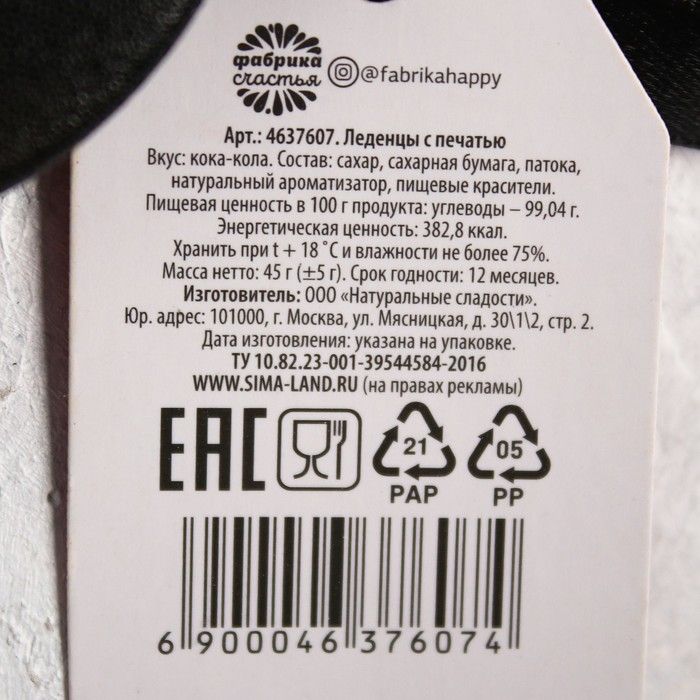 фабрика
счастья
@fabrikahappy
Арт.: 4637607. Леденцы с печатью
Вкус: кока-кола. Состав: сахар, сахарная бумага, патока,
натуральный ароматизатор, пищевые красители.
Пищевая ценность в 100 г продукта: углеводы – 99,04 г.
Энергетическая ценность: 382,8 ккал.
Хранить при t + 18 ˚С и влажности не более 75%.
Масса нетто: 45 г (±5 г). Срок годности: 12 месяцев.
Изготовитель: ООО «Натуральные сладости».
Юр. адрес: 101000, г. Москва, ул. Мясницкая, д. 30\1\2, стр. 2.
Дата изготовления: указана на упаковке.
ТУ 10.82.23-001-39544584-2016
WWW.SIMA-LAND.RU (на правах рекламы)
EAC
21 05
PAP PP
6 900046 376074